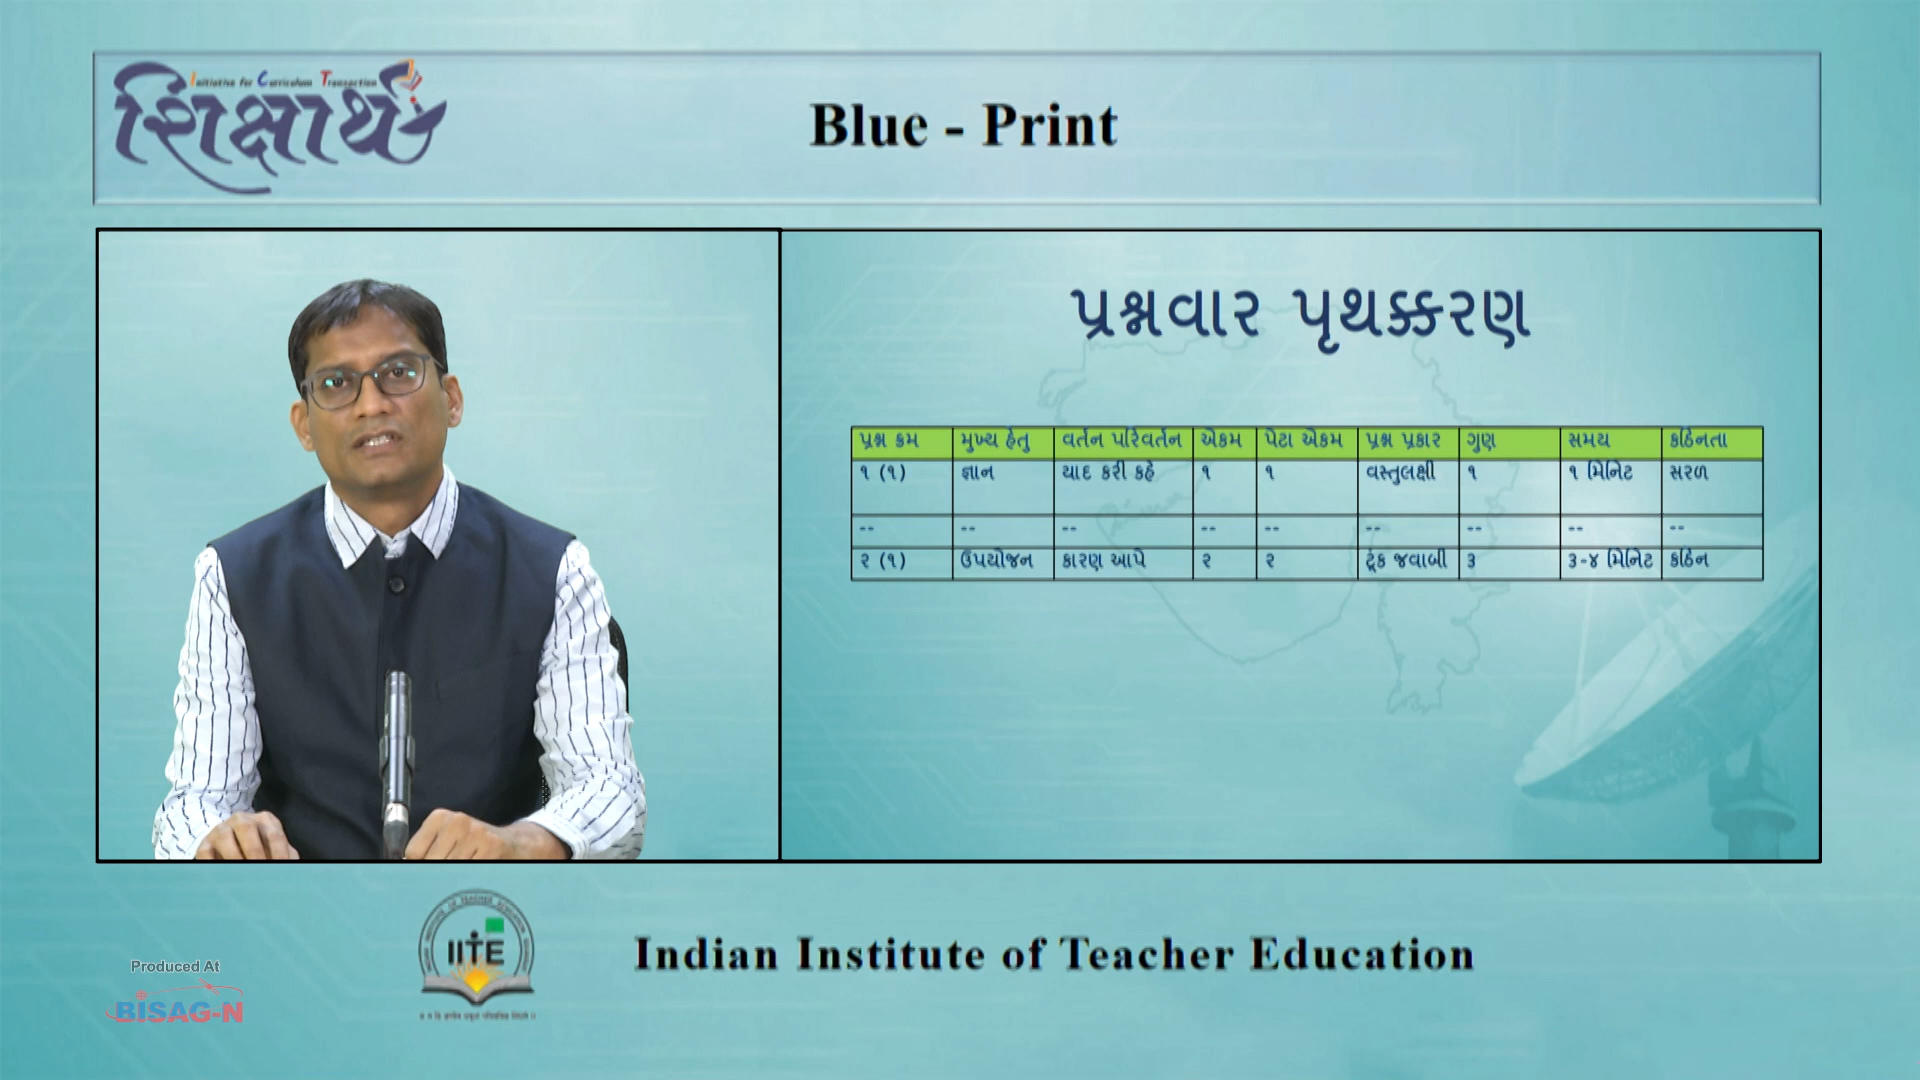 Initiative for Curriculum Transaction
शिक्षार्थ
Blue - Print
પ્રશ્નવાર પૃથક્કરણ
પ્રશ્ન ક્રમ મુખ્ય હેતુ વર્તન પરિવર્તન એકમ પેટા એકમ પ્રશ્ન પ્રકાર ગુણ સમય કઠિનતા
૧ (૧) જ્ઞાન યાદ કરી કહે ૧ ૧ વસ્તુલક્ષી ૧ ૧ મિનિટ સરળ
-- -- -- -- -- -- -- -- --
૨ (૧) ઉપયોજન કારણ આપે ૨ ૨ ટૂંક જવાબી ૩ ૩-૪ મિનિટ કઠિન
IITE
Indian Institute of Teacher Education
Produced At
BISAG-N